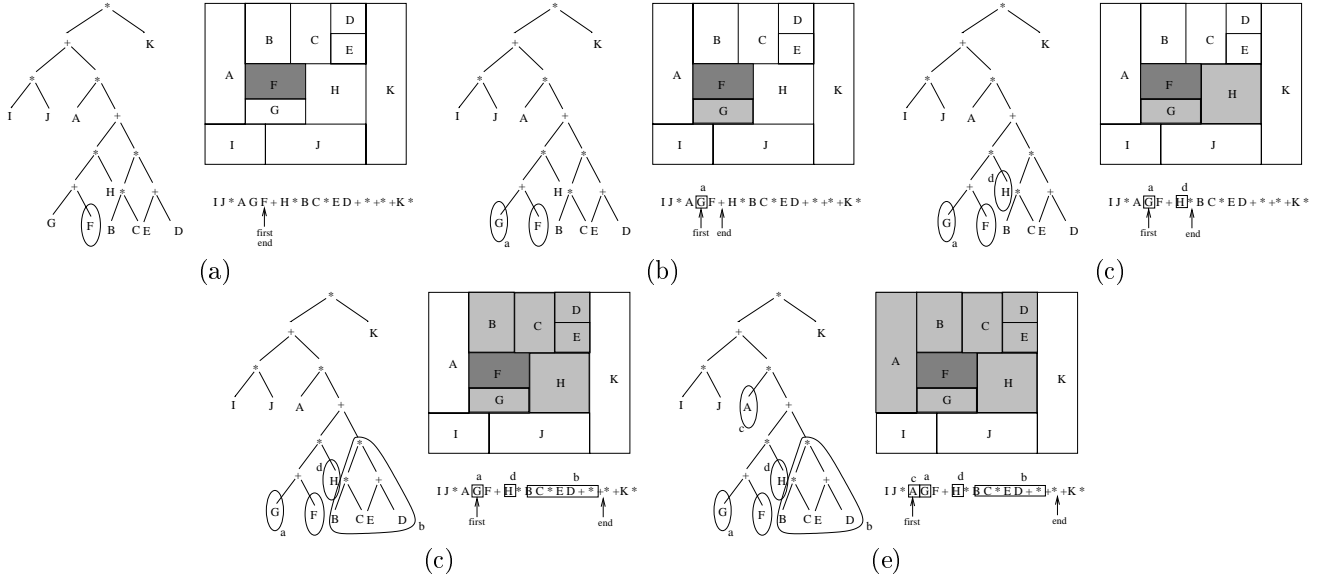 *
+ K
* *
I J A +
* *
+ H * +
G F B C E D
D
B C
E
A
F H K
G
I J
I J * A G F + H * B C * E D + * + * + K *
first
end
(a)
*
+ K
* *
I J A +
* *
+ H * +
G F B C E D
a
D
B C
E
A
F H K
G
I J
a
I J * A G F + H * B C * E D + * + * + K *
first end
(b)
*
+ K
* *
I J A +
* *
d
+ H * +
G F B C E D
a
D
B C
E
A
F H K
G
I J
a d
I J * A G F + H * B C * E D + * + * + K *
first end
(c)
*
+ K
* *
I J A +
* *
d
+ H * +
G F B C E D
a b
D
B C
E
A
F H K
G
I J
a d b
I J * A G F + H * B C * E D + * + * + K *
first end
(c)
*
+ K
* *
I J A +
c
* *
d
+ H * +
G F B C E D
a b
D
B C
E
A
F H K
G
I J
c a d b
I J * A G F + H * B C * E D + * + * + K *
first end
(e)